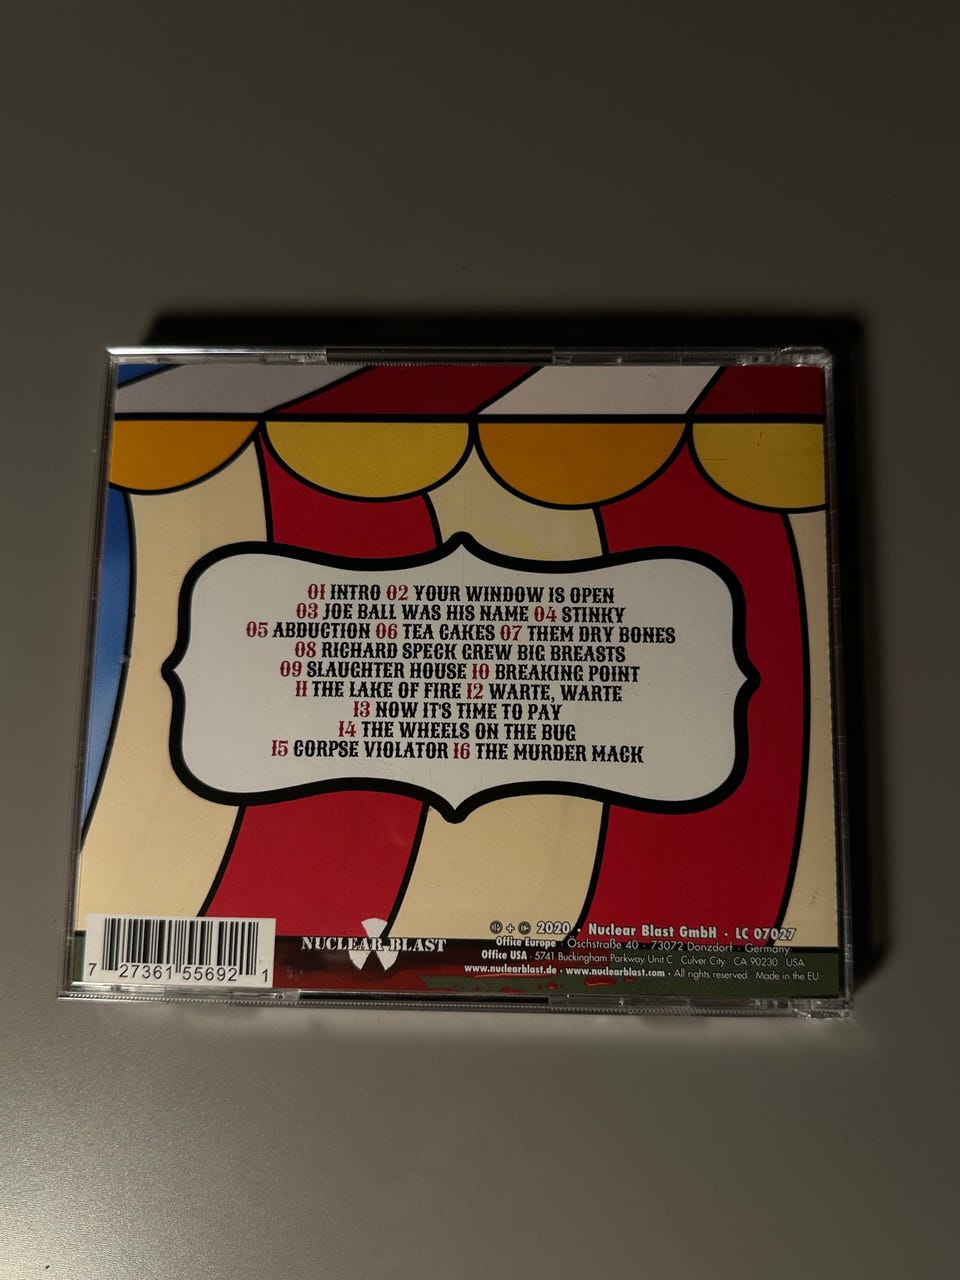 01 INTRO 02 YOUR WINDOW IS OPEN
03 JOE BALL WAS HIS NAME 04 STINKY
05 ABDUCTION 06 TEA CAKES 07 THEM DRY BONES
08 RICHARD SPECK GREW BIG BREASTS
09 SLAUGHTER HOUSE 10 BREAKING POINT
11 THE LAKE OF FIRE 12 WARTE, WARTE
13 NOW IT'S TIME TO PAY
14 THE WHEELS ON THE BUG
15 CORPSE VIOLATOR 16 THE MURDER MACK
7 27361 55692 1
NUCLEAR BLAST
℗ + © 2020 · Nuclear Blast GmbH · LC 07027
Office Europe · Öschstraße 40 · 73072 Donzdorf · Germany
Office USA · 5741 Buckingham Parkway Unit C · Culver City · CA 90230 · USA
www.nuclearblast.de · www.nuclearblast.com · All rights reserved · Made in the EU